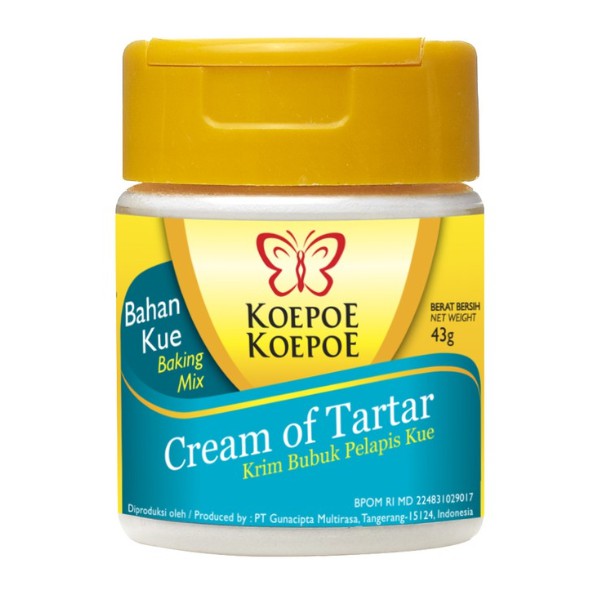 KOEPOE
KOEPOE
Bahan
Kue
Baking
Mix
BERAT BERSIH
NET WEIGHT
43g
Cream of Tartar
Krim Bubuk Pelapis Kue
BPOM RI MD 224831029017
Diproduksi oleh / Produced by : PT Gunacipta Multirasa, Tangerang-15124, Indonesia